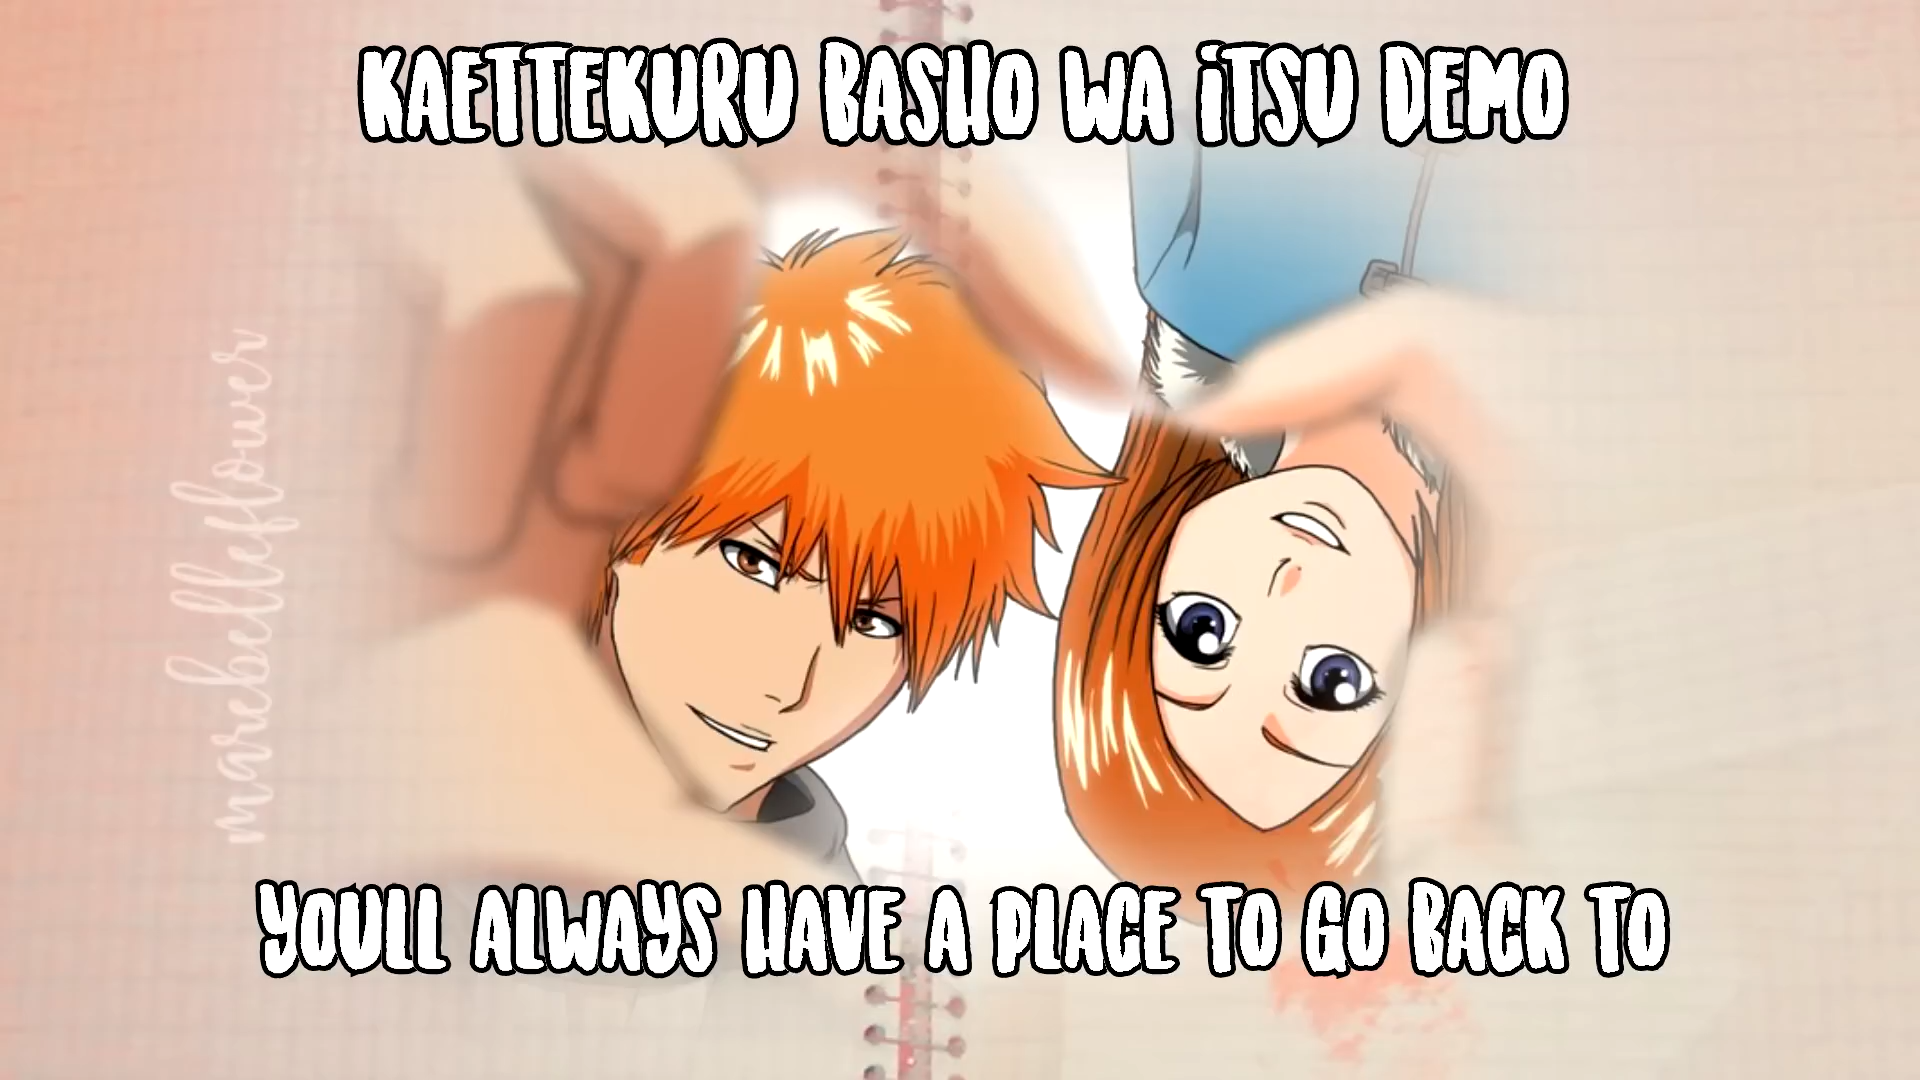 KAETTEKURU BASHO WA iTSU DEMO
marebelleflower
YOULL ALWAYS HAVE A PLACE TO GO BACK TO